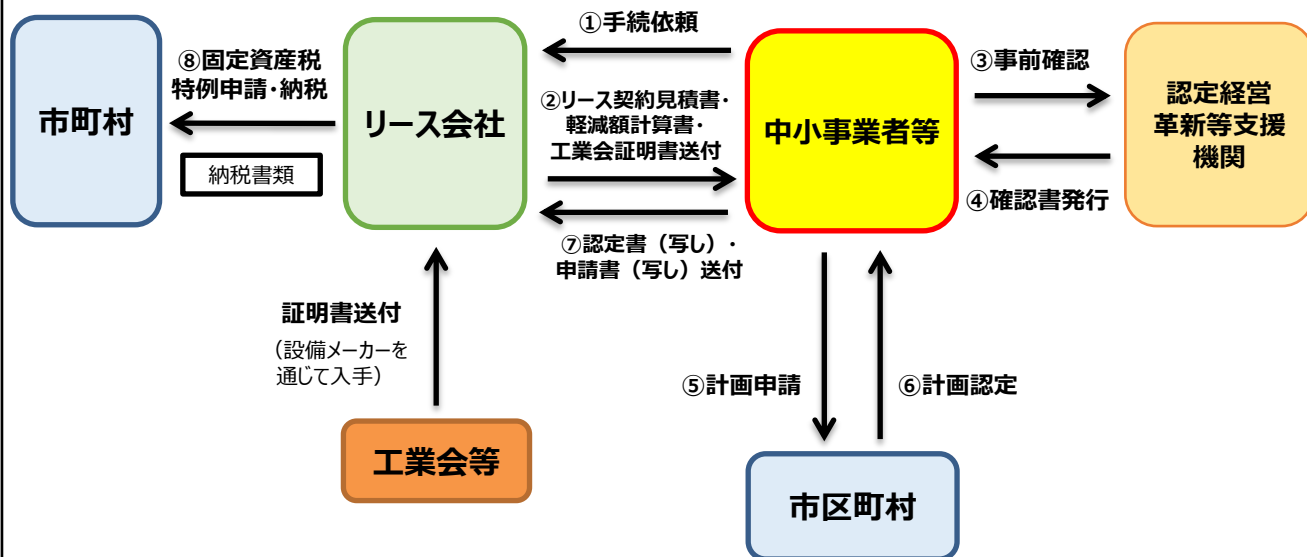 ①手続依頼
⑧固定資産税
特例申請・納税
市町村
納税書類
リース会社
②リース契約見積書・
軽減額計算書・
工業会証明書送付
中小事業者等
③事前確認
認定経営
革新等支援
機関
④確認書発行
⑦認定書（写し）・
申請書（写し）送付
証明書送付
（設備メーカーを
通じて入手）
⑤計画申請
⑥計画認定
工業会等
市区町村